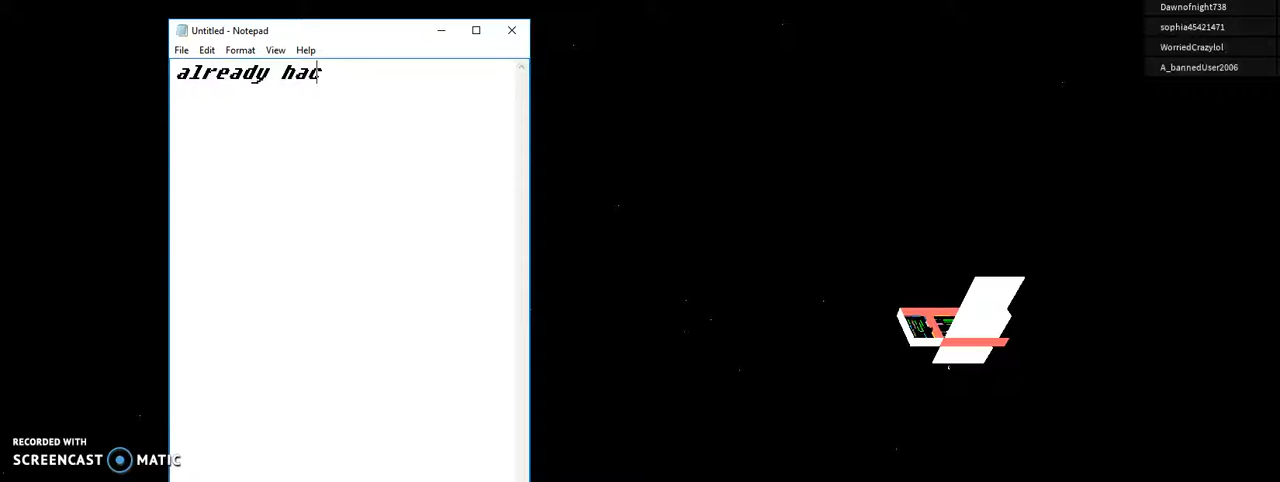 Untitled - Notepad
File Edit Format View Help
already hac
Dawnofnight738
sophia45421471
WorriedCrazylol
A_bannedUser2006
RECORDED WITH
SCREENCAST MATIC